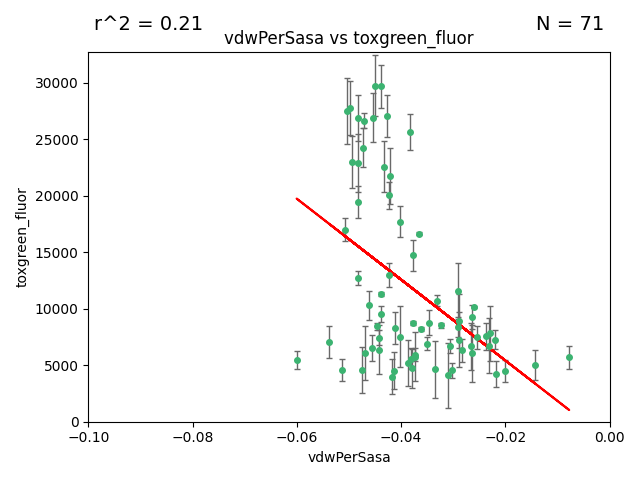 r^2 = 0.21
N = 71
vdwPerSasa vs toxgreen_fluor
toxgreen_fluor
30000
25000
20000
15000
10000
5000
0
−0.10
−0.08
−0.06
−0.04
−0.02
0.00
vdwPerSasa